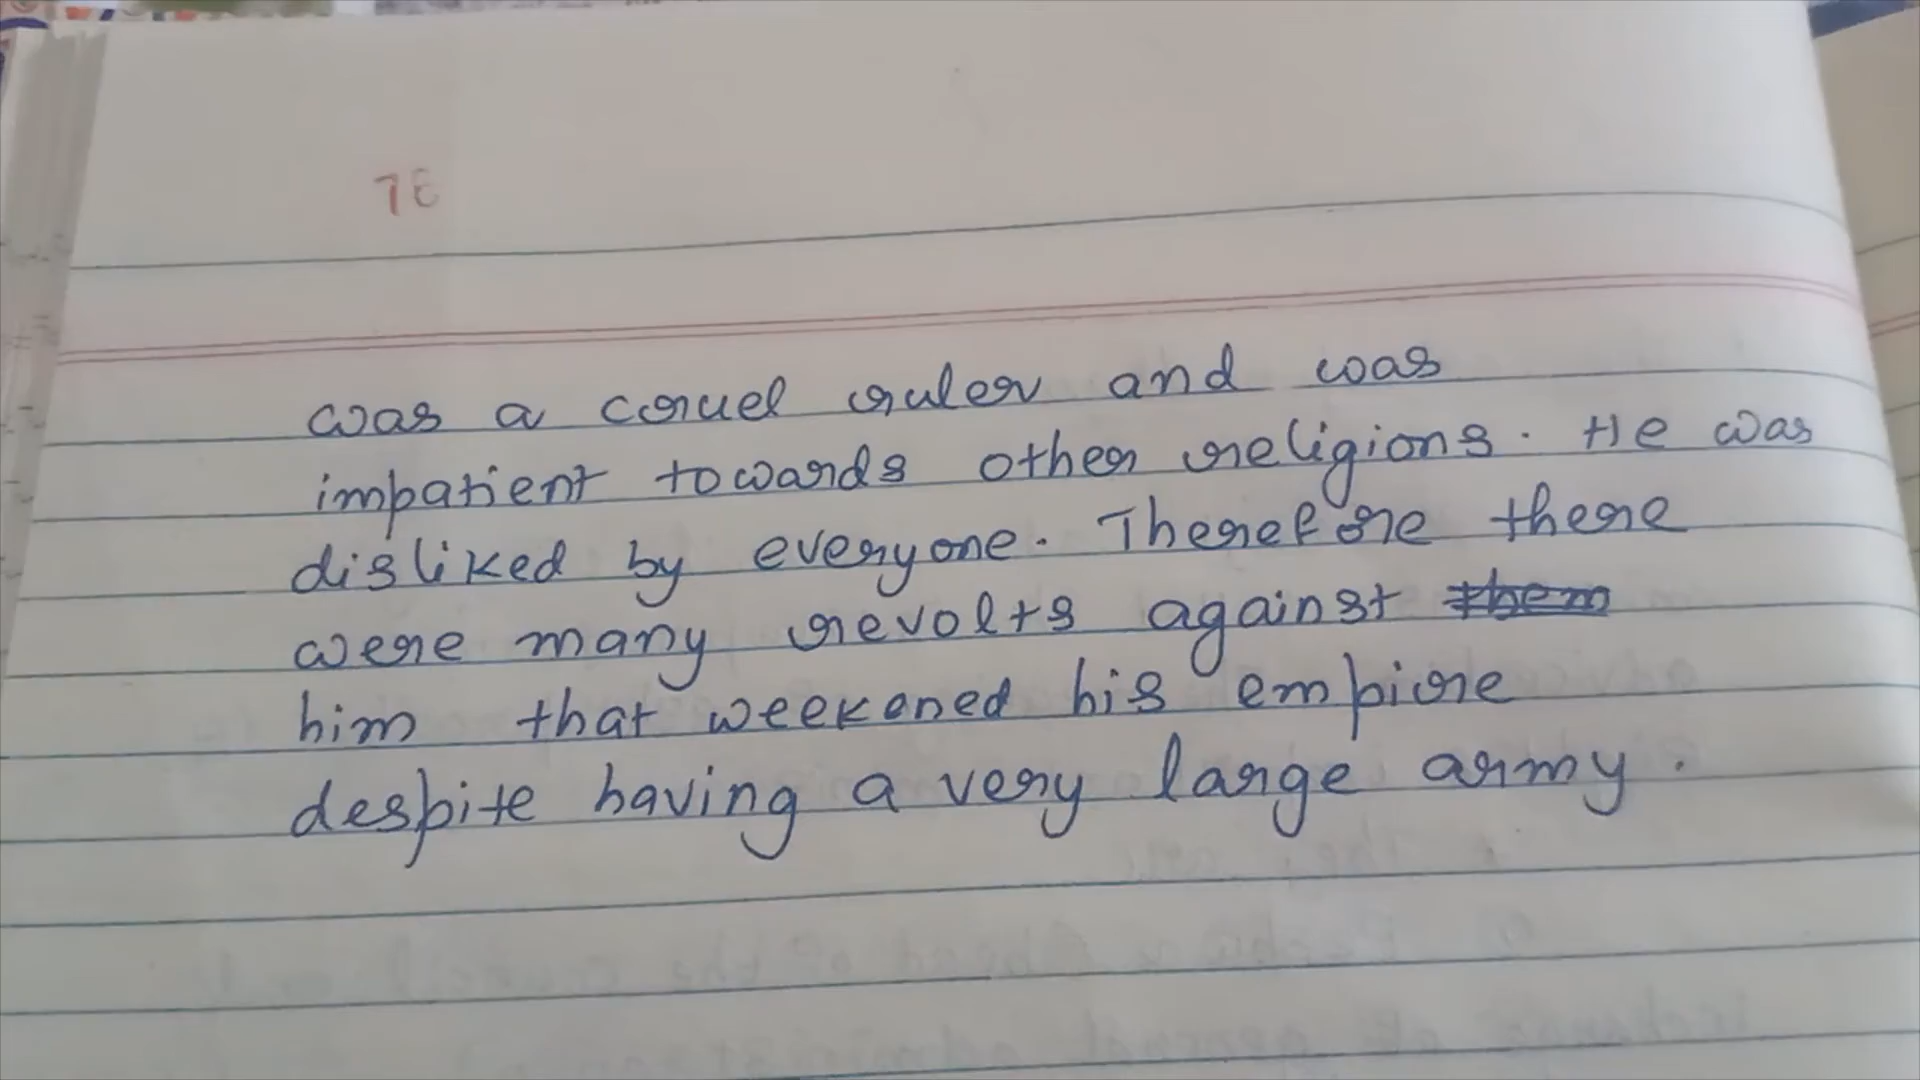 was a cruel ruler and was
impatient towards other religions. He was
disliked by everyone. Therefore there
were many revolts against ~~them~~
him that weekened his empire
despite having a very large army.